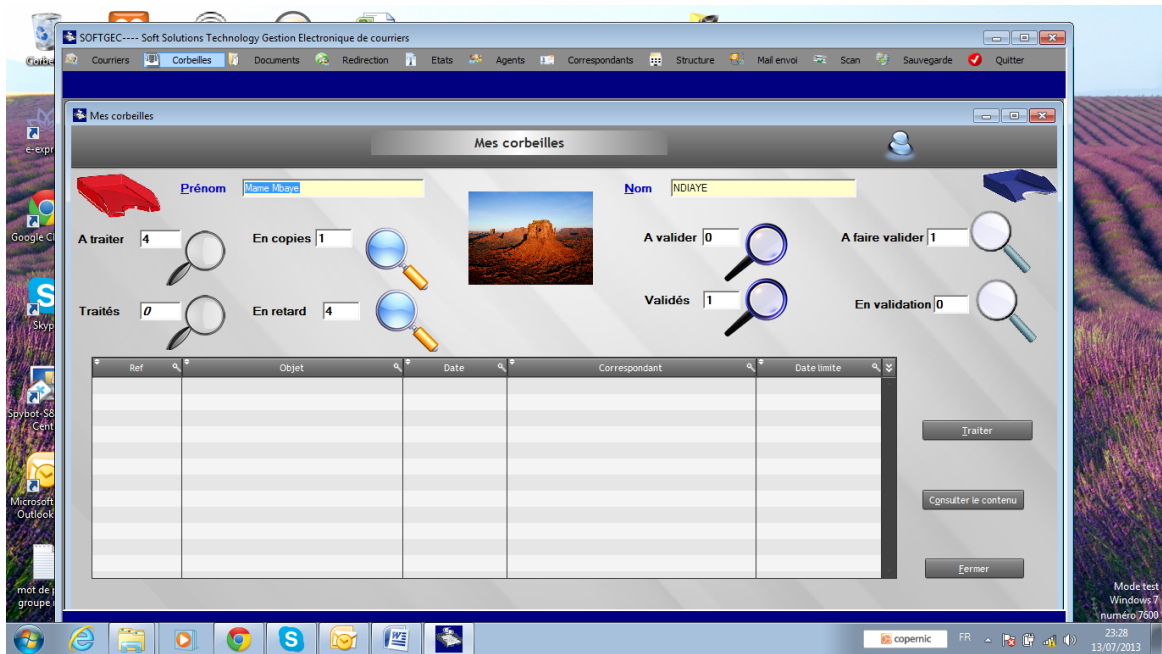 SOFTGEC---- Soft Solutions Technology Gestion Electronique de courriers
Courriers Corbeilles Documents Redirection Etats Agents Correspondants Structure Mail envoi Scan Sauvegarde Quitter
Mes corbeilles
Mes corbeilles
Prénom Mame Mbaye Nom NDIAYE
A traiter 4 En copies 1 A valider 0 A faire valider 1
Traités 0 En retard 4 Validés 1 En validation 0
Ref Objet Date Correspondant Date limite
Traiter
Consulter le contenu
Fermer
e-expr
Google C
Skyp
Spybot-S&
Cent
Microsoft
Outlook
mot de
groupe
Mode test
Windows 7
numéro 7600
copernic FR 23:28
13/07/2013